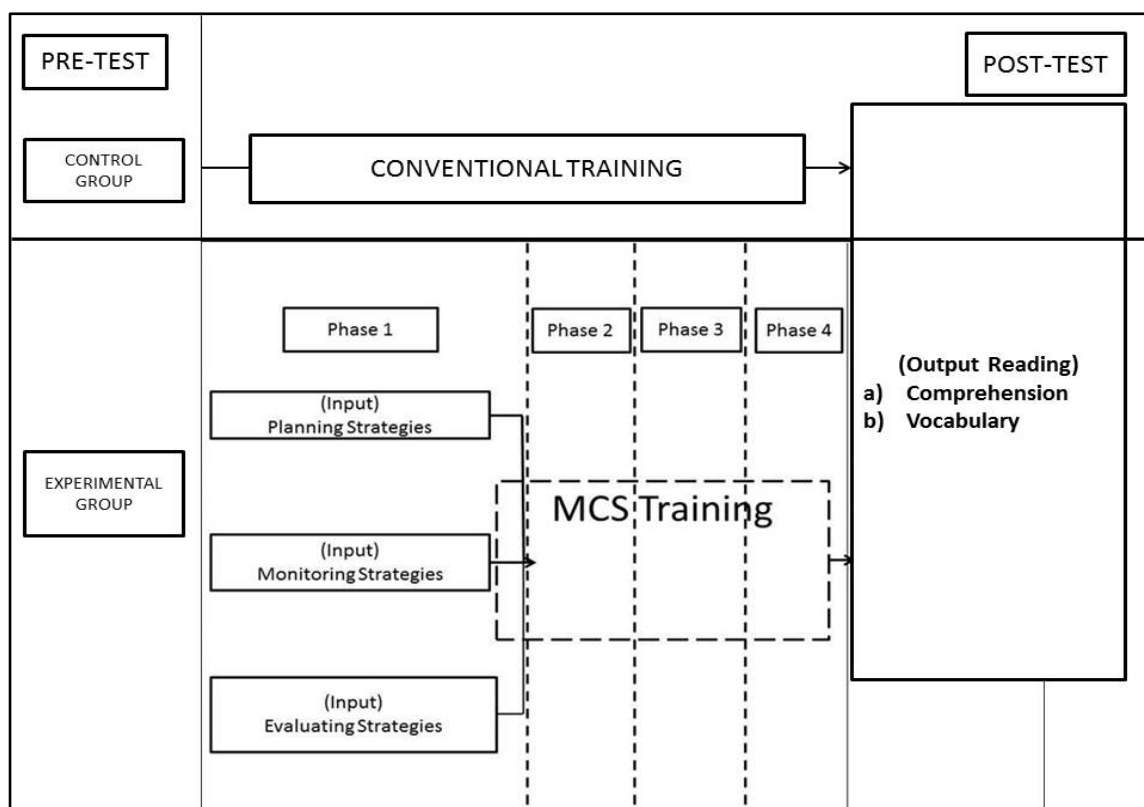 PRE-TEST
POST-TEST
CONTROL
GROUP
CONVENTIONAL TRAINING
Phase 1
Phase 2
Phase 3
Phase 4
(Input)
Planning Strategies
(Output Reading)
a) Comprehension
b) Vocabulary
EXPERIMENTAL
GROUP
MCS Training
(Input)
Monitoring Strategies
(Input)
Evaluating Strategies